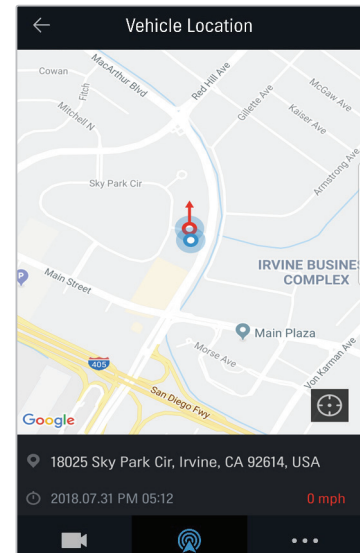 Vehicle Location
Cowan
MacArthur Blvd
Fitch
Red Hill Ave
McGaw Ave
Gillette Ave
Kaiser Ave
Mitchell N
Armstrong Ave
Sky Park Cir
IRVINE BUSINE
COMPLEX
P
Main Street
Main Plaza
Morse Ave
Von Karman Ave
405
San Diego Fwy
Google
18025 Sky Park Cir, Irvine, CA 92614, USA
2018.07.31 PM 05:12
0 mph